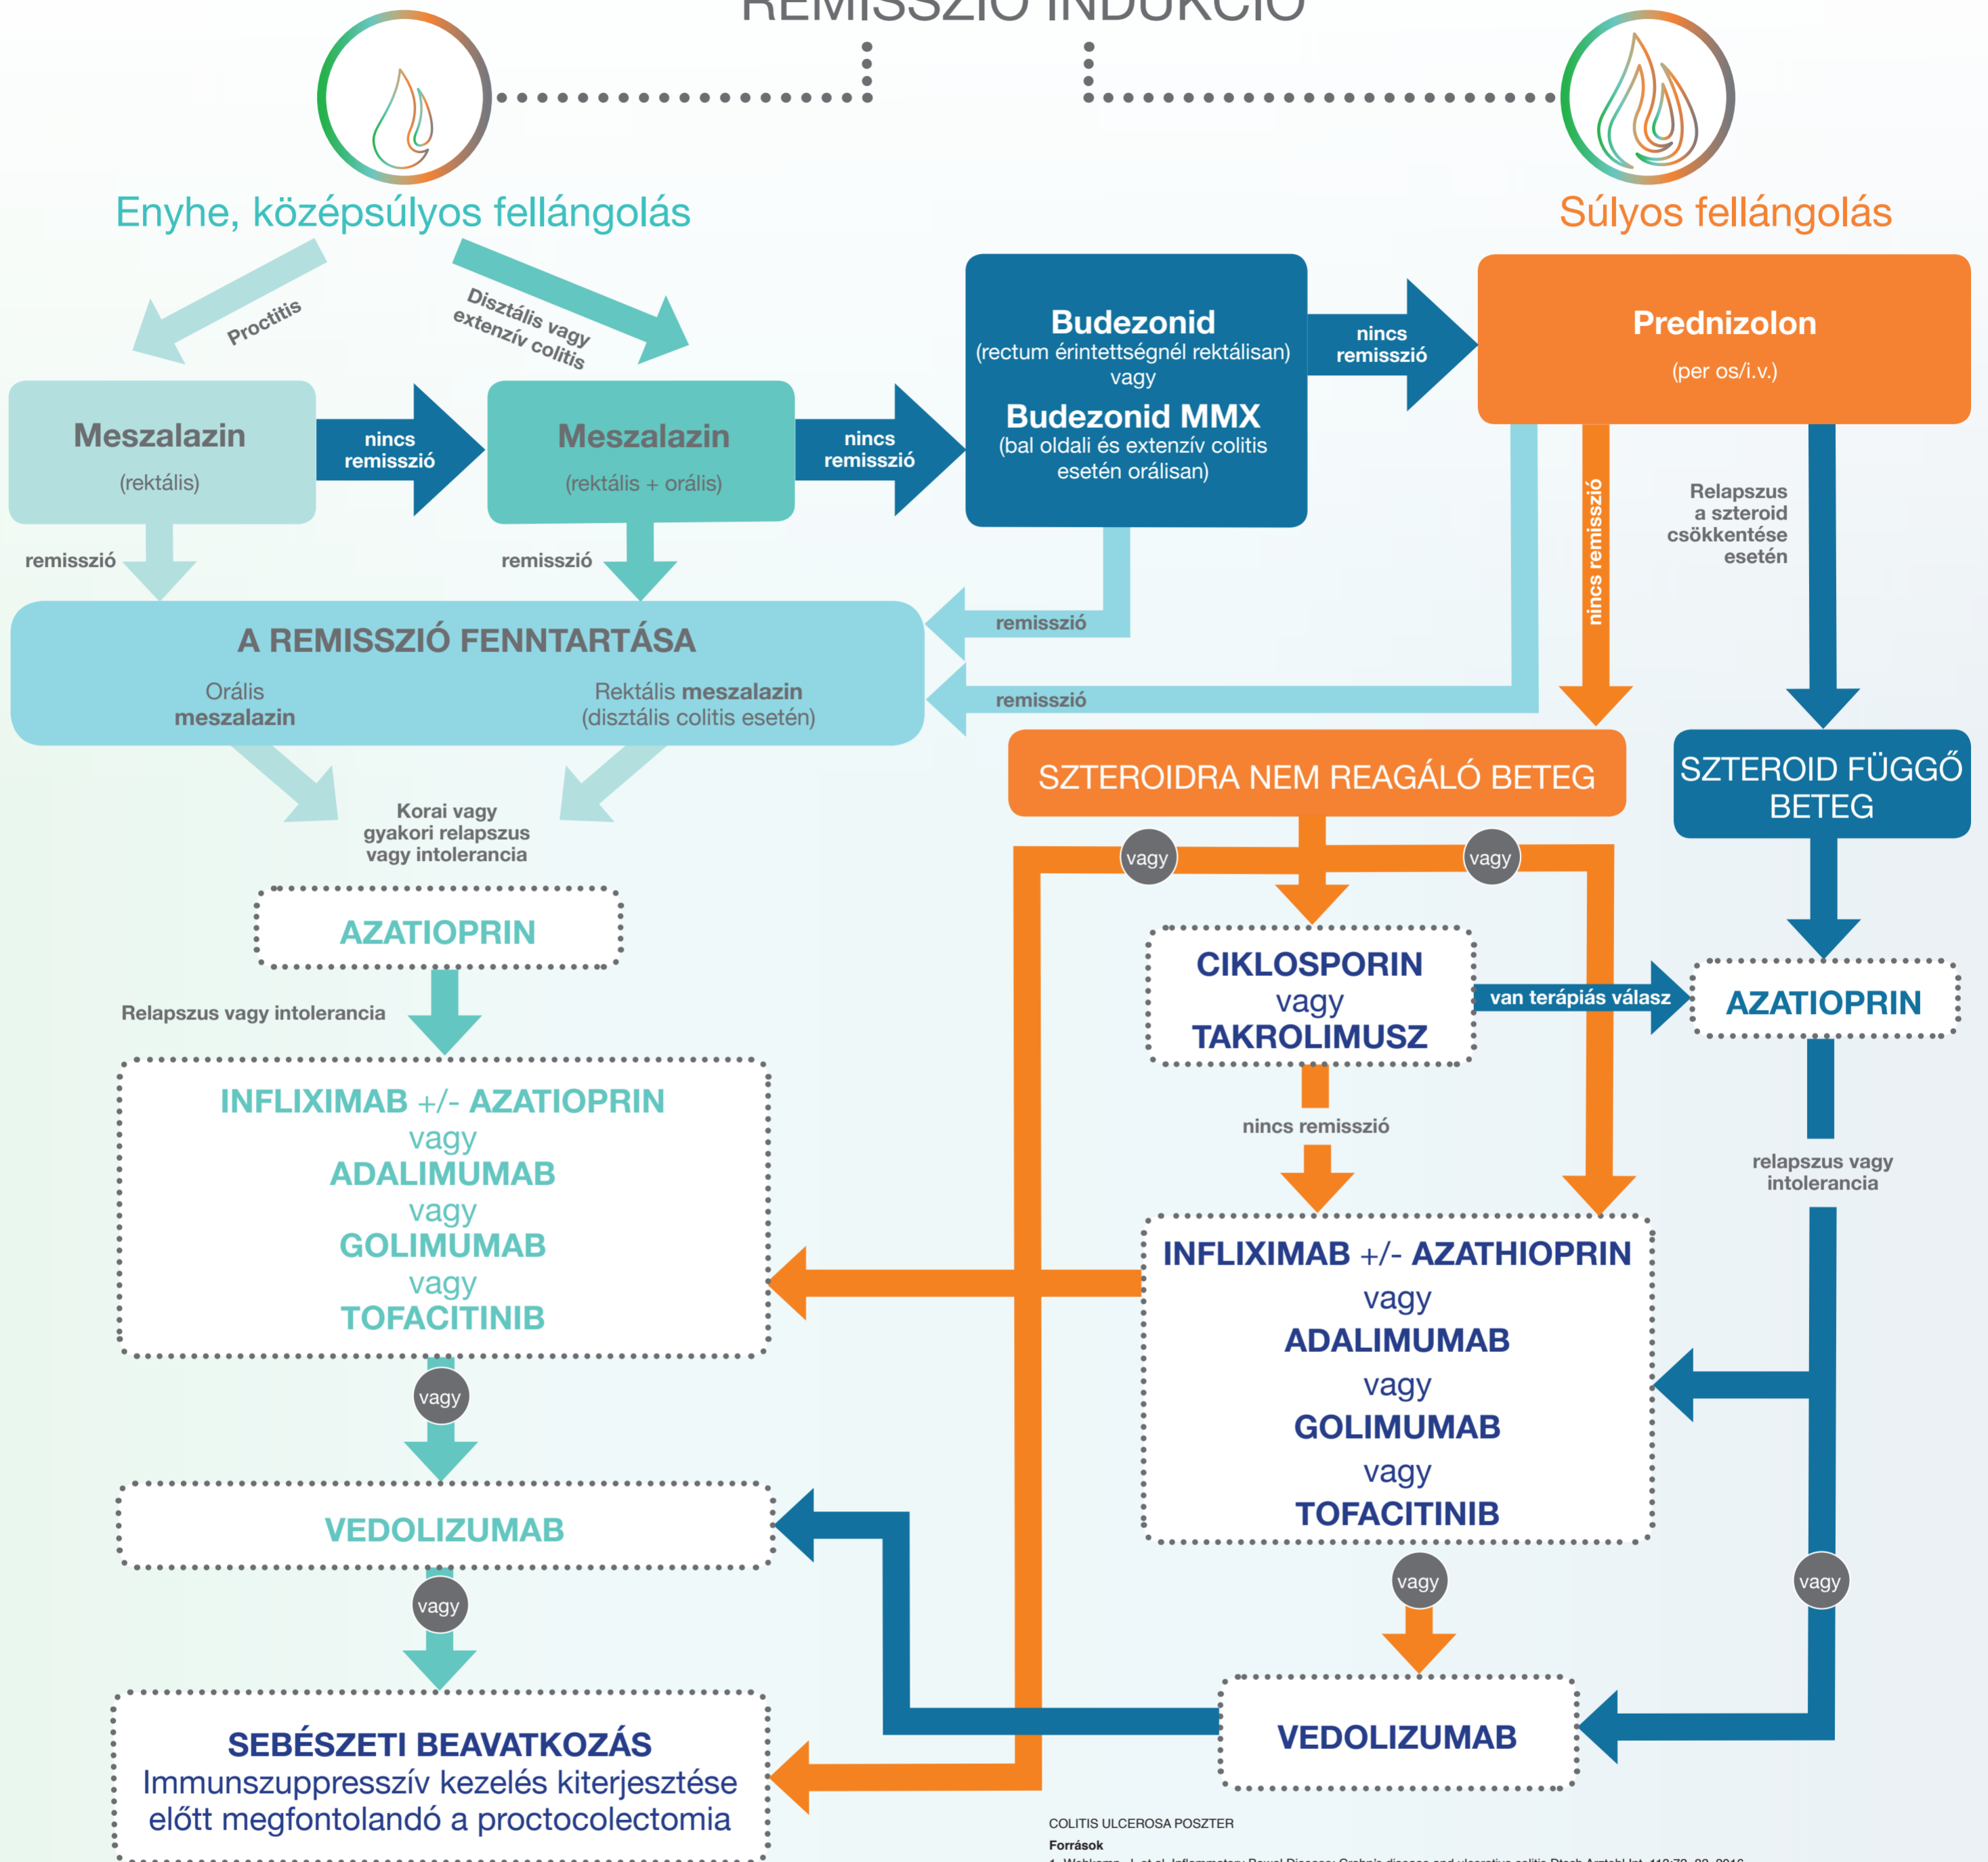 REMISSZIÓ INDUKCIÓ
Enyhe, középsúlyos fellángolás
Súlyos fellángolás
Proctitis
Disztális vagy
extenzív colitis
Meszalazin
(rektális)
nincs
remisszió
Meszalazin
(rektális + orális)
nincs
remisszió
Budezonid
(rectum érintettségnél rektálisan)
vagy
Budezonid MMX
(bal oldali és extenzív colitis
esetén orálisan)
nincs
remisszió
Prednizolon
(per os/i.v.)
remisszió
remisszió
remisszió
remisszió
nincs remisszió
Relapszus
a szteroid
csökkentése
esetén
A REMISSZIÓ FENNTARTÁSA
Orális
meszalazin
Rektális meszalazin
(disztális colitis esetén)
Korai vagy
gyakori relapszus
vagy intolerancia
AZATIOPRIN
Relapszus vagy intolerancia
INFLIXIMAB +/- AZATIOPRIN
vagy
ADALIMUMAB
vagy
GOLIMUMAB
vagy
TOFACITINIB
vagy
VEDOLIZUMAB
vagy
SEBÉSZETI BEAVATKOZÁS
Immunszuppresszív kezelés kiterjesztése
előtt megfontolandó a proctocolectomia
SZTEROIDRA NEM REAGÁLÓ BETEG
vagy
vagy
CIKLOSPORIN
vagy
TAKROLIMUSZ
van terápiás válasz
nincs remisszió
INFLIXIMAB +/- AZATHIOPRIN
vagy
ADALIMUMAB
vagy
GOLIMUMAB
vagy
TOFACITINIB
vagy
VEDOLIZUMAB
SZTEROID FÜGGŐ
BETEG
AZATIOPRIN
relapszus vagy
intolerancia
vagy
COLITIS ULCEROSA POSZTER
Források